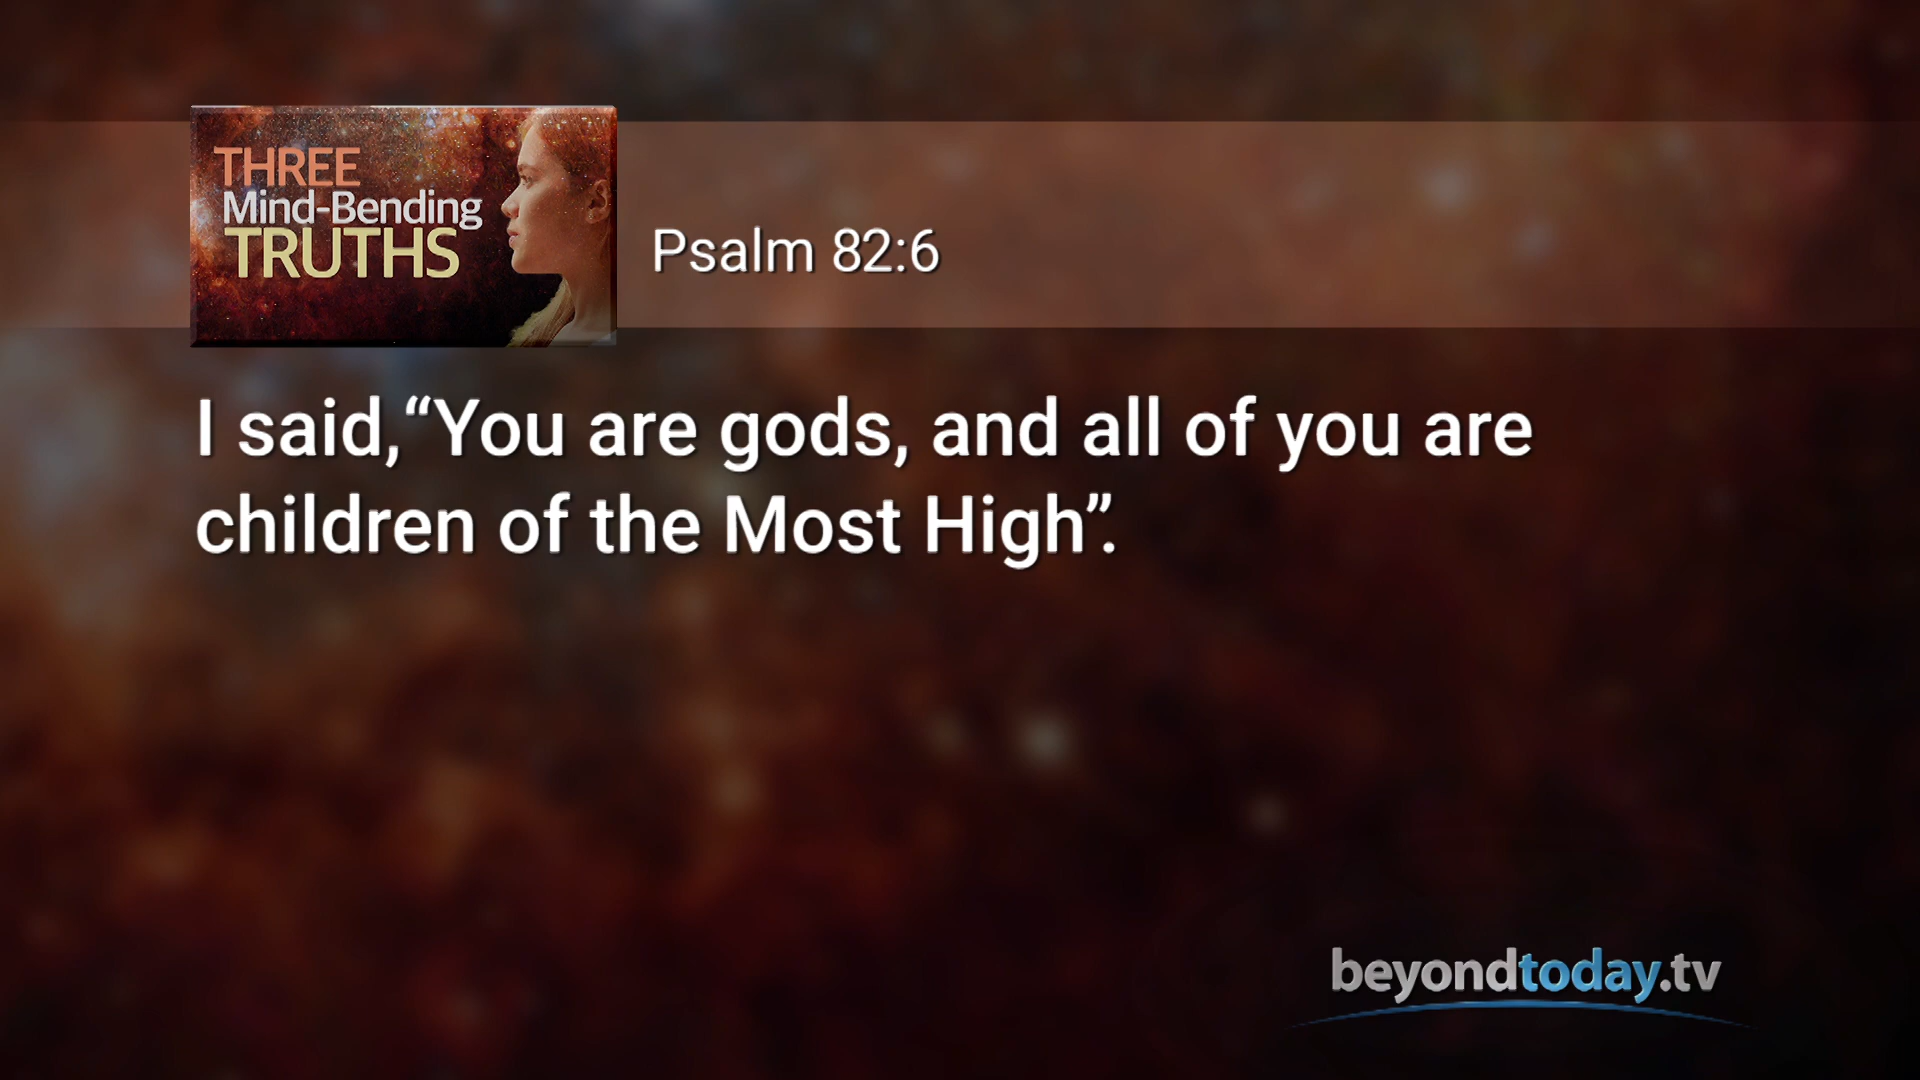 THREE
Mind-Bending
TRUTHS
Psalm 82:6
I said,“You are gods, and all of you are
children of the Most High”.
beyondtoday.tv